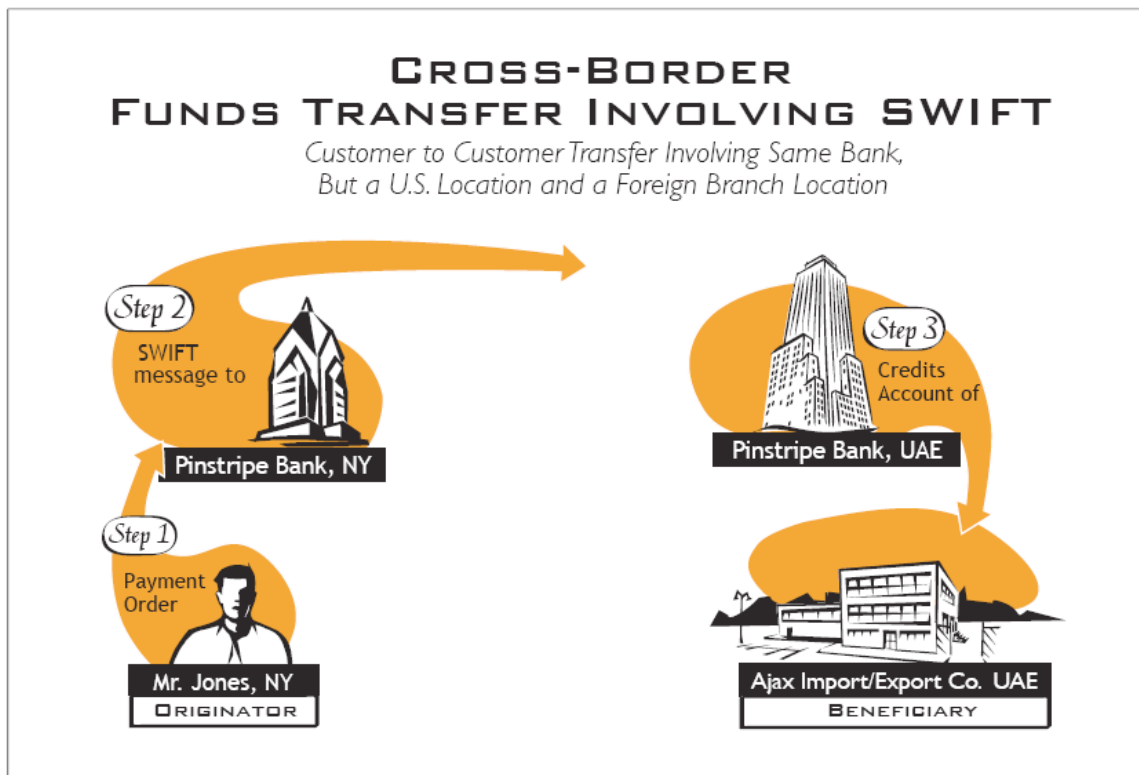 CROSS-BORDER
FUNDS TRANSFER INVOLVING SWIFT
Customer to Customer Transfer Involving Same Bank,
But a U.S. Location and a Foreign Branch Location
Step 2
SWIFT
message to
Pinstripe Bank, NY
Step 1
Payment
Order
Mr. Jones, NY
ORIGINATOR
Step 3
Credits
Account of
Pinstripe Bank, UAE
Ajax Import/Export Co. UAE
BENEFICIARY